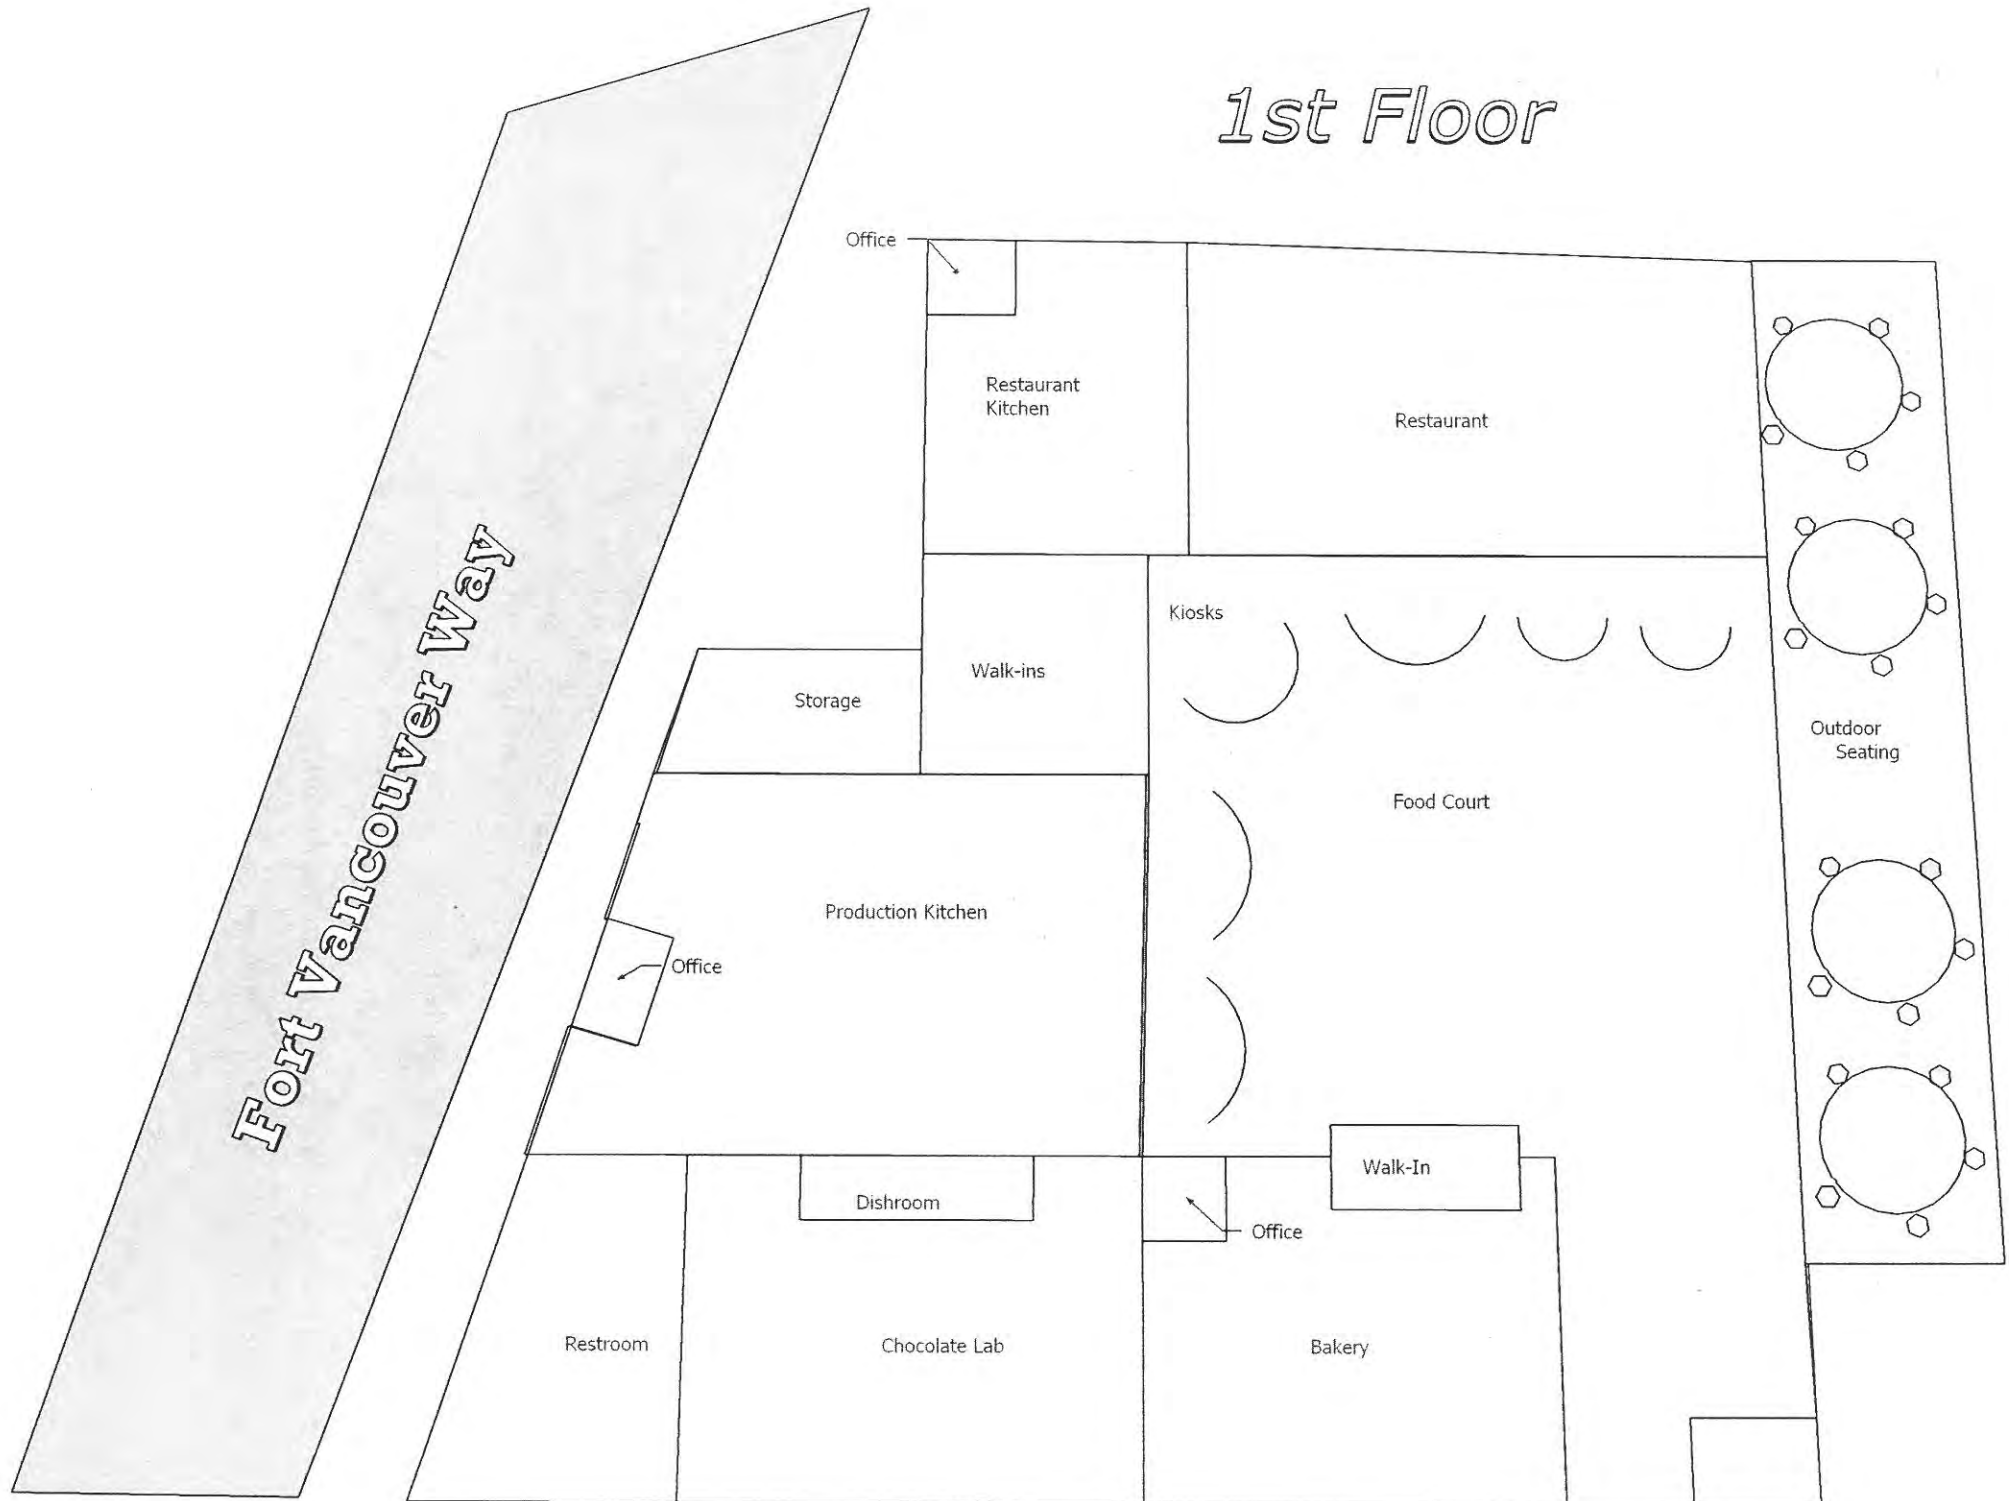 1st Floor
Office
Restaurant
Kitchen
Restaurant
Kiosks
Walk-ins
Storage
Outdoor
Seating
Food Court
Fort Vancouver Way
Production Kitchen
Office
Walk-In
Dishroom
Office
Restroom
Chocolate Lab
Bakery